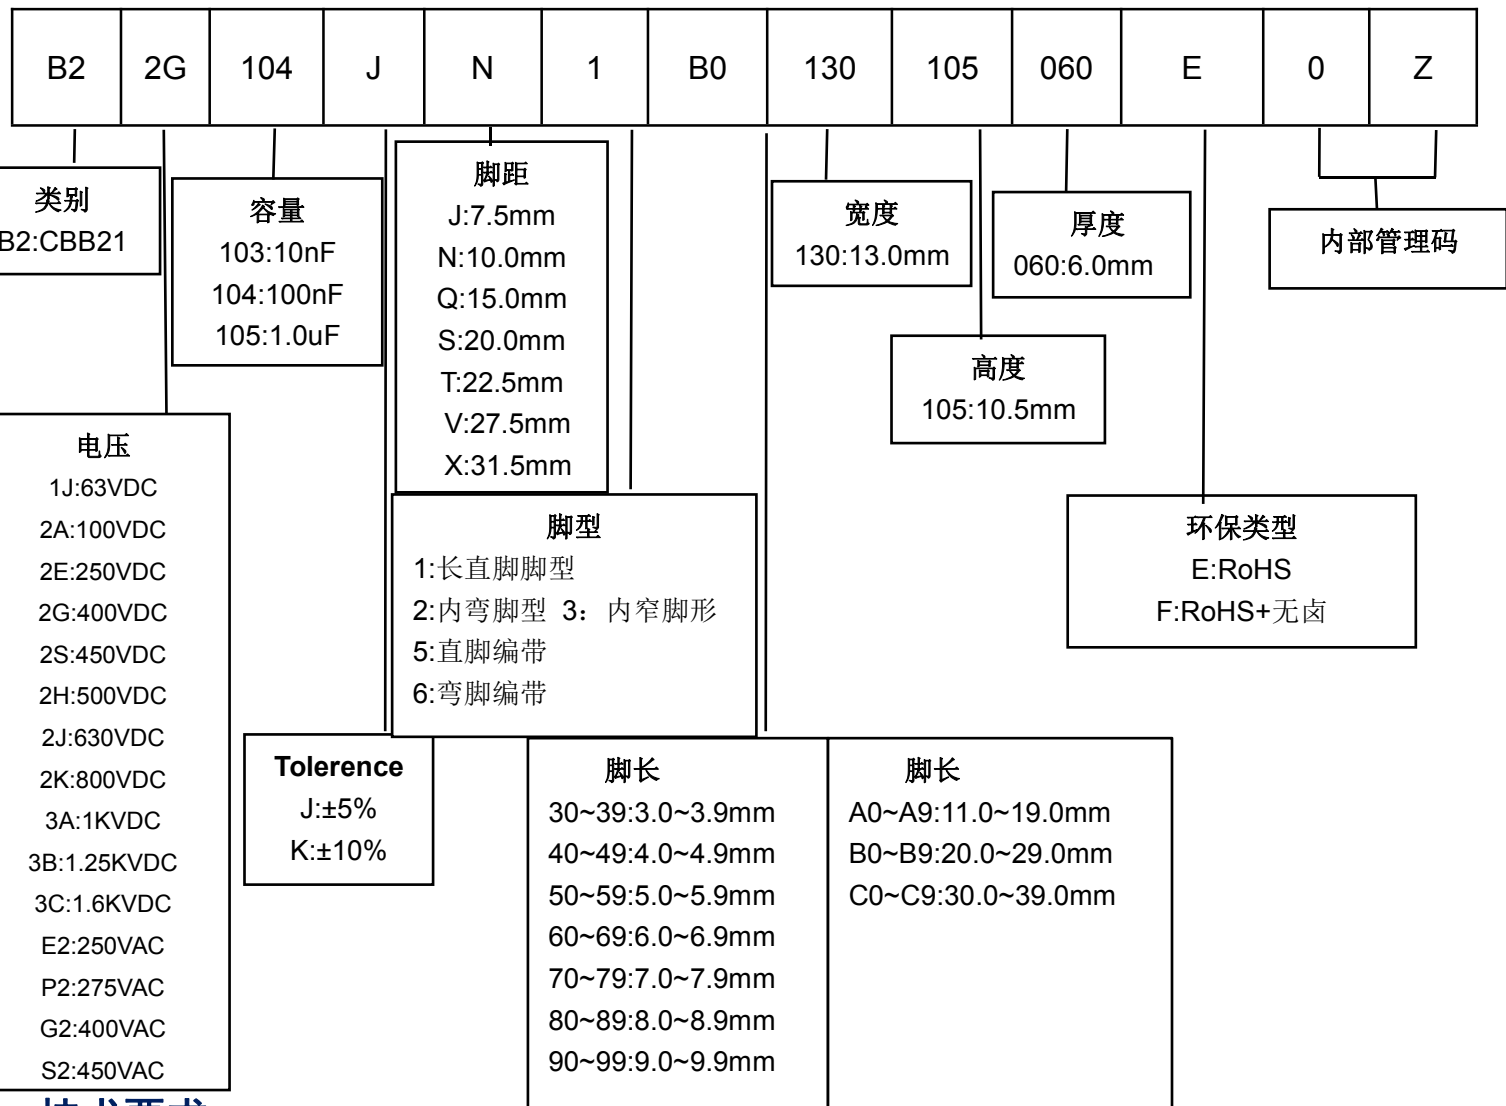 B2 2G 104 J N 1 B0 130 105 060 E 0 Z
类别
B2:CBB21
容量
103:10nF
104:100nF
105:1.0uF
脚距
J:7.5mm
N:10.0mm
Q:15.0mm
S:20.0mm
T:22.5mm
V:27.5mm
X:31.5mm
宽度
130:13.0mm
厚度
060:6.0mm
内部管理码
高度
105:10.5mm
电压
1J:63VDC
2A:100VDC
2E:250VDC
2G:400VDC
2S:450VDC
2H:500VDC
2J:630VDC
2K:800VDC
3A:1KVDC
3B:1.25KVDC
3C:1.6KVDC
E2:250VAC
P2:275VAC
G2:400VAC
S2:450VAC
脚型
1:长直脚脚型
2:内弯脚型 3：内窄脚形
5:直脚编带
6:弯脚编带
环保类型
E:RoHS
F:RoHS+无卤
Tolerence
J:±5%
K:±10%
脚长
30~39:3.0~3.9mm
40~49:4.0~4.9mm
50~59:5.0~5.9mm
60~69:6.0~6.9mm
70~79:7.0~7.9mm
80~89:8.0~8.9mm
90~99:9.0~9.9mm
脚长
A0~A9:11.0~19.0mm
B0~B9:20.0~29.0mm
C0~C9:30.0~39.0mm